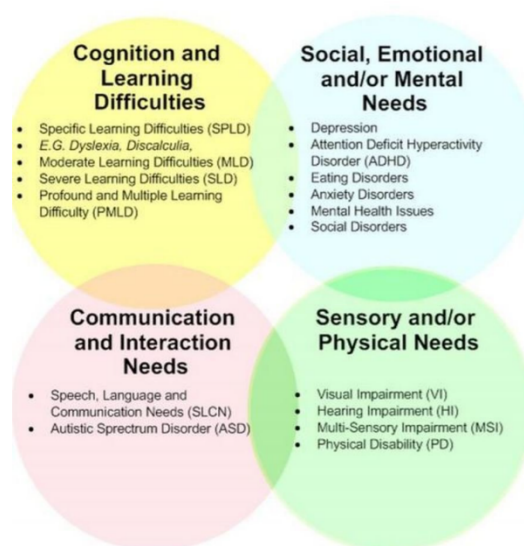 Cognition and
Learning
Difficulties
• Specific Learning Difficulties (SPLD)
• E.G. Dyslexia, Discalculia,
• Moderate Learning Difficulties (MLD)
• Severe Learning Difficulties (SLD)
• Profound and Multiple Learning
Difficulty (PMLD)
Social, Emotional
and/or Mental
Needs
• Depression
• Attention Deficit Hyperactivity
Disorder (ADHD)
• Eating Disorders
• Anxiety Disorders
• Mental Health Issues
• Social Disorders
Communication
and Interaction
Needs
• Speech, Language and
Communication Needs (SLCN)
• Autistic Sprectrum Disorder (ASD)
Sensory and/or
Physical Needs
• Visual Impairment (VI)
• Hearing Impairment (HI)
• Multi-Sensory Impairment (MSI)
• Physical Disability (PD)